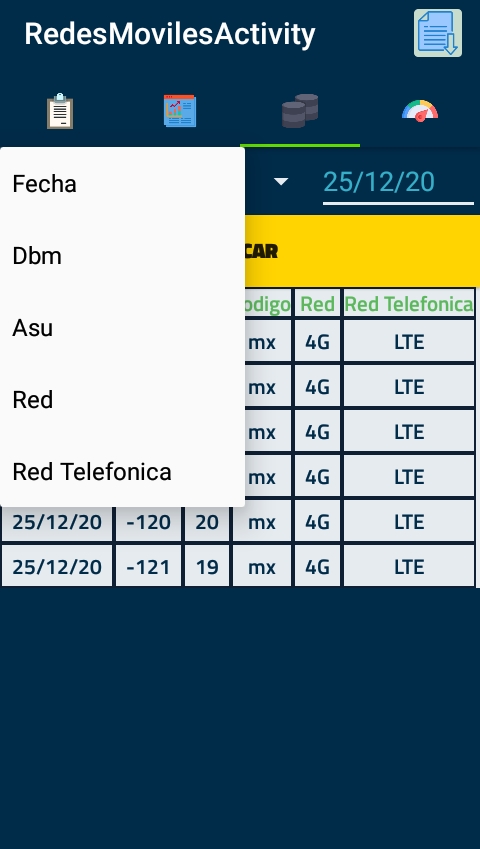 RedesMovilesActivity
Fecha
Dbm
Asu
Red
Red Telefonica
25/12/20
CAR
odigo Red Red Telefonica
mx 4G LTE
mx 4G LTE
mx 4G LTE
mx 4G LTE
25/12/20 -120 20 mx 4G LTE
25/12/20 -121 19 mx 4G LTE